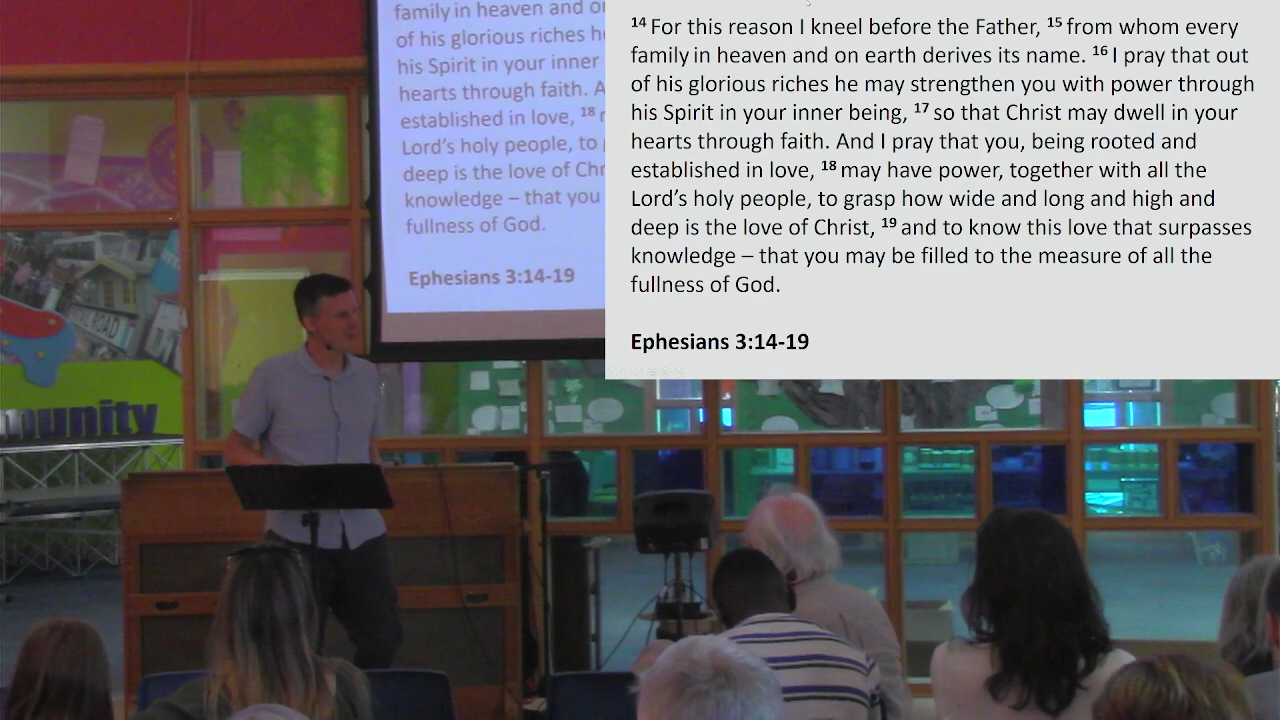 family in heaven and o
of his glorious riches h
his Spirit in your inner
hearts through faith. A
established in love, 18 r
Lord's holy people, to
deep is the love of Chr
knowledge – that you
fullness of God.
Ephesians 3:14-19
14 For this reason I kneel before the Father, 15 from whom every
family in heaven and on earth derives its name. 16 I pray that out
of his glorious riches he may strengthen you with power through
his Spirit in your inner being, 17 so that Christ may dwell in your
hearts through faith. And I pray that you, being rooted and
established in love, 18 may have power, together with all the
Lord's holy people, to grasp how wide and long and high and
deep is the love of Christ, 19 and to know this love that surpasses
knowledge – that you may be filled to the measure of all the
fullness of God.
Ephesians 3:14-19
ROAD
munity